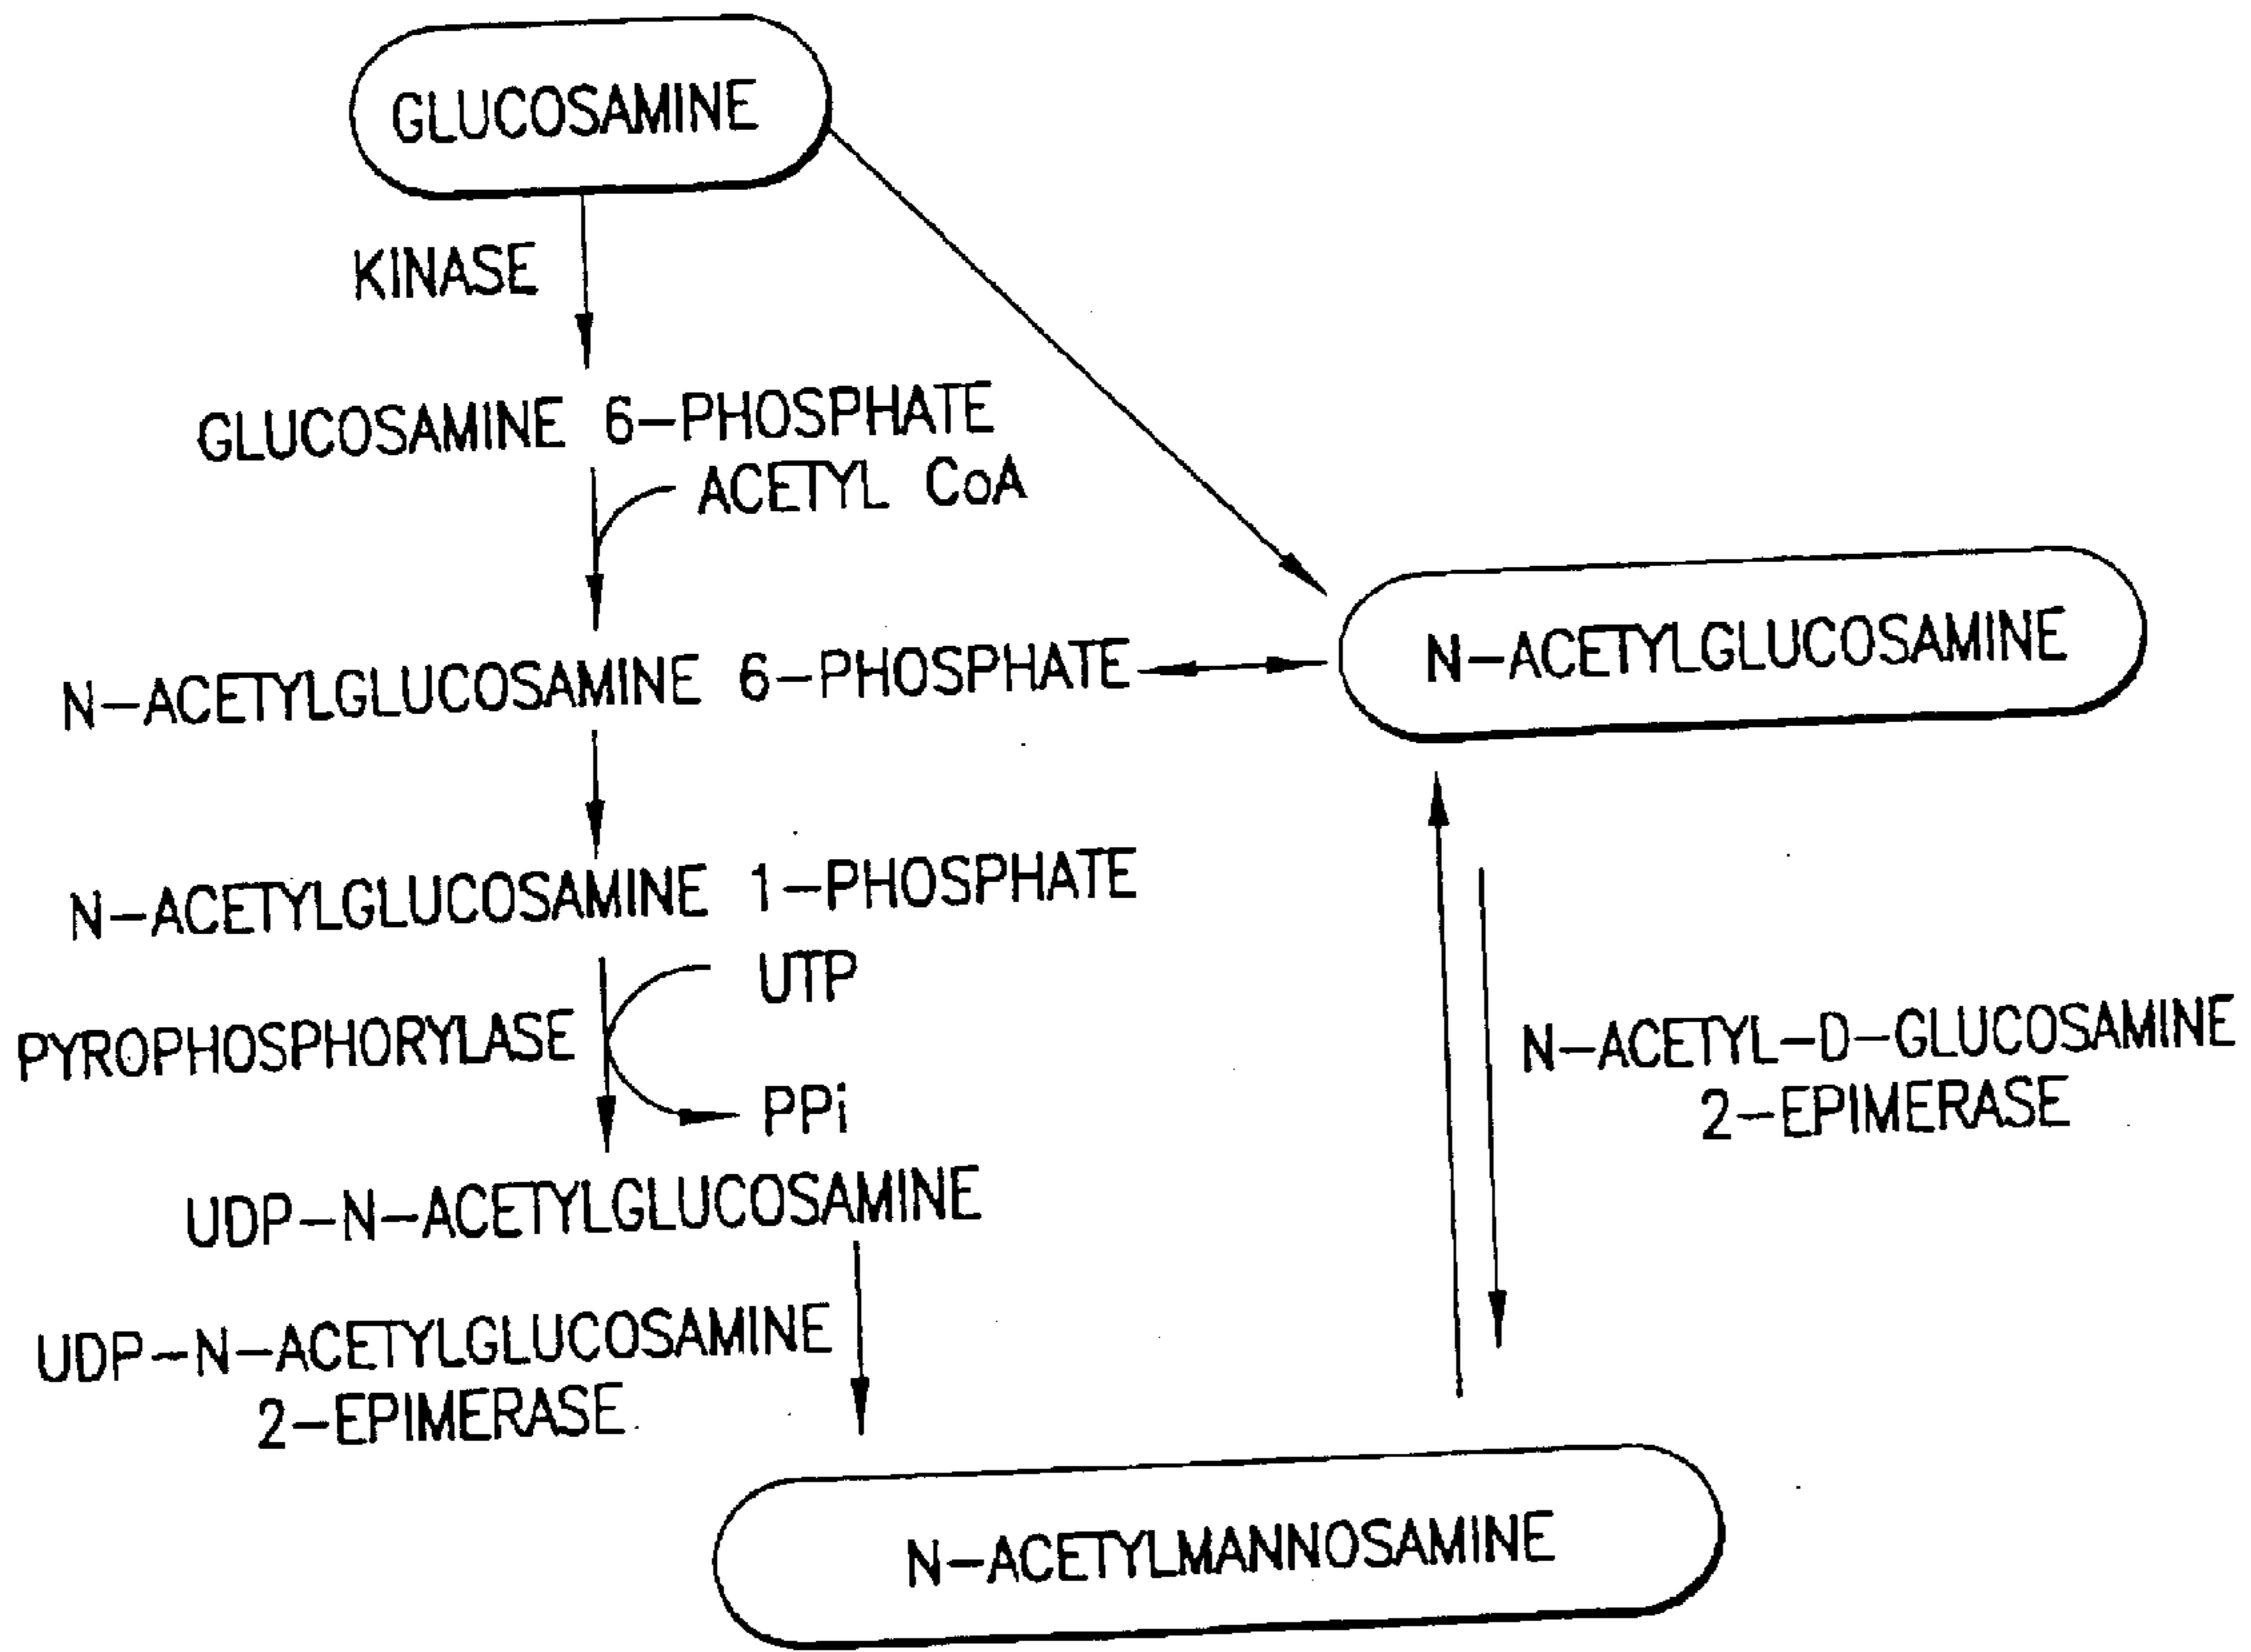 GLUCOSAMINE
KINASE
GLUCOSAMINE 6-PHOSPHATE
ACETYL CoA
N-ACETYLGLUCOSAMINE 6-PHOSPHATE
N-ACETYLGLUCOSAMINE
N-ACETYLGLUCOSAMINE 1-PHOSPHATE
UTP
PYROPHOSPHORYLASE
PPi
N-ACETYL-D-GLUCOSAMINE
2-EPIMERASE
UDP-N-ACETYLGLUCOSAMINE
UDP-N-ACETYLGLUCOSAMINE
2-EPIMERASE
N-ACETYLMANNOSAMINE